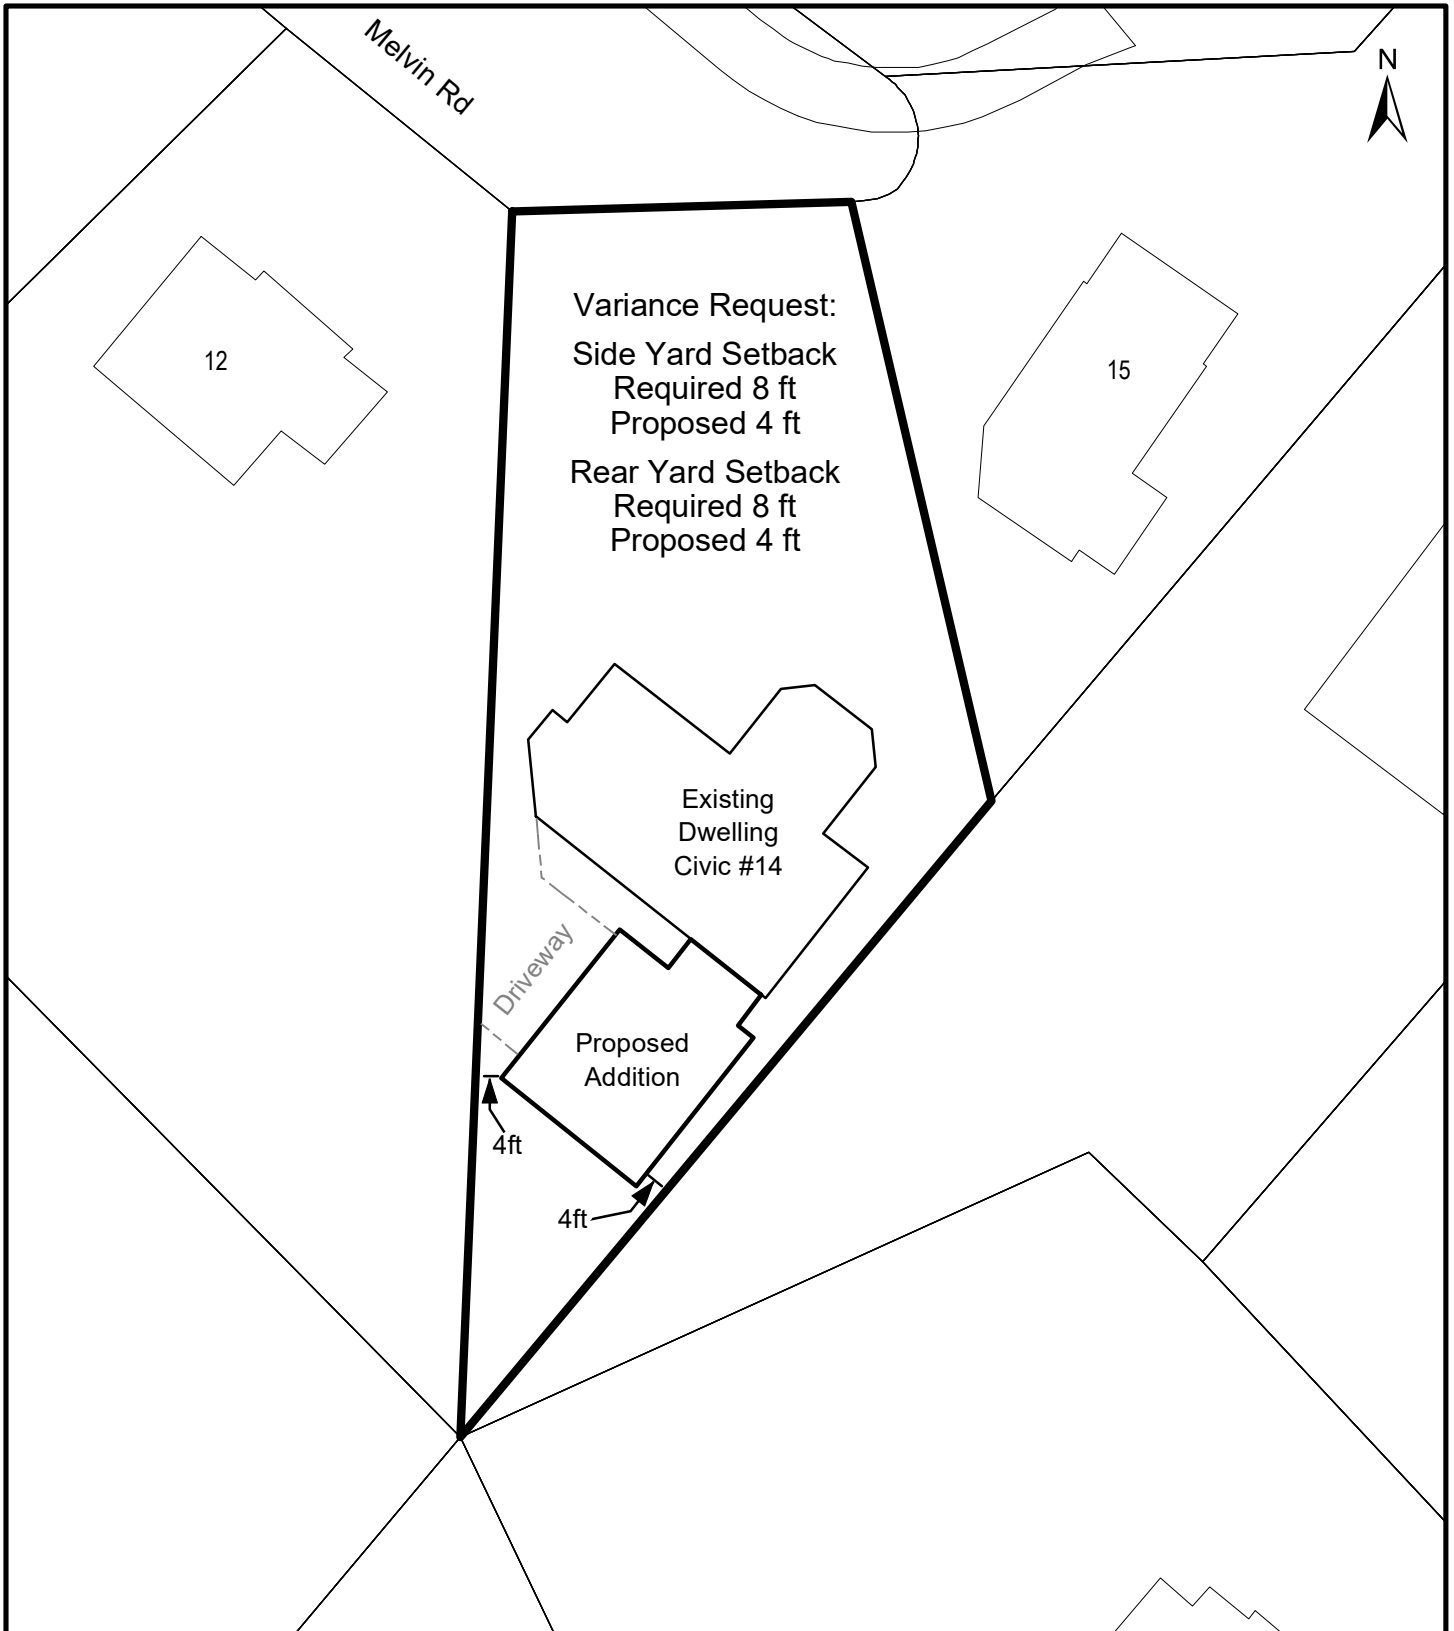 Melvin Rd
N
Variance Request:
Side Yard Setback
Required 8 ft
Proposed 4 ft
Rear Yard Setback
Required 8 ft
Proposed 4 ft
12
15
Existing
Dwelling
Civic #14
Driveway
Proposed
Addition
4ft
4ft